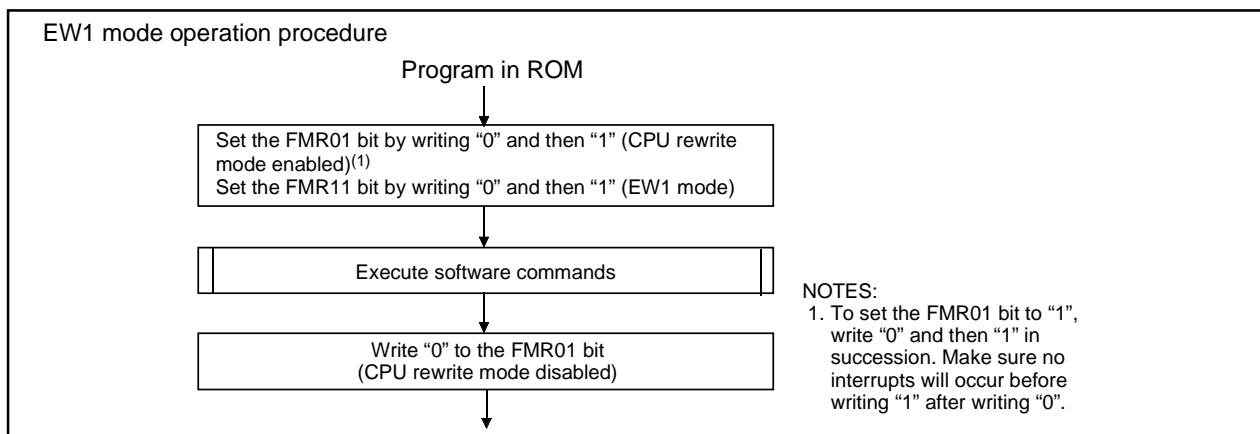 EW1 mode operation procedure
Program in ROM
Set the FMR01 bit by writing “0” and then “1” (CPU rewrite
mode enabled)(1)
Set the FMR11 bit by writing “0” and then “1” (EW1 mode)
Execute software commands
Write “0” to the FMR01 bit
(CPU rewrite mode disabled)
NOTES:
1. To set the FMR01 bit to “1”,
write “0” and then “1” in
succession. Make sure no
interrupts will occur before
writing “1” after writing “0”.